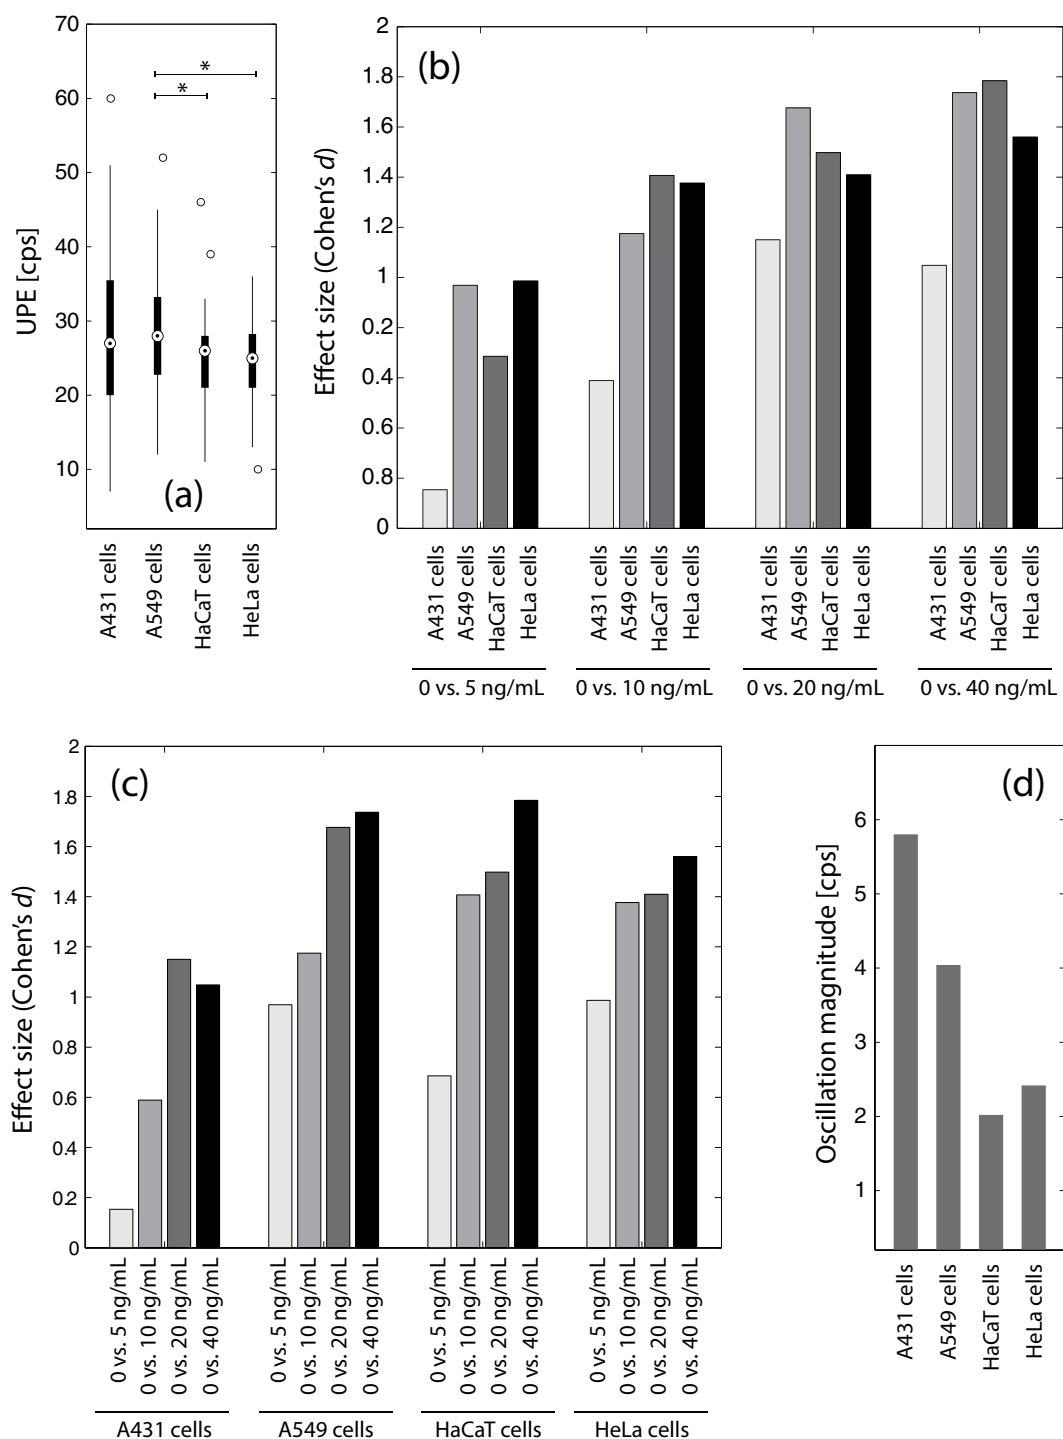 70
60
50
40
30
20
10
UPE [cps]
*
*
(a)
A431 cells
A549 cells
HaCaT cells
HeLa cells
2
1.8
1.6
1.4
1.2
1
0.2
0.4
0.6
0.8
0
Effect size (Cohen's d)
(b)
A431 cells
A549 cells
HaCaT cells
HeLa cells
A431 cells
A549 cells
HaCaT cells
HeLa cells
A431 cells
A549 cells
HaCaT cells
HeLa cells
A431 cells
A549 cells
HaCaT cells
HeLa cells
0 vs. 5 ng/mL
0 vs. 10 ng/mL
0 vs. 20 ng/mL
0 vs. 40 ng/mL
2
1.8
1.6
1.4
1.2
1
0.8
0.6
0.4
0.2
0
Effect size (Cohen's d)
(c)
0 vs. 5 ng/mL
0 vs. 10 ng/mL
0 vs. 20 ng/mL
0 vs. 40 ng/mL
0 vs. 5 ng/mL
0 vs. 10 ng/mL
0 vs. 20 ng/mL
0 vs. 40 ng/mL
0 vs. 5 ng/mL
0 vs. 10 ng/mL
0 vs. 20 ng/mL
0 vs. 40 ng/mL
0 vs. 5 ng/mL
0 vs. 10 ng/mL
0 vs. 20 ng/mL
0 vs. 40 ng/mL
A431 cells
A549 cells
HaCaT cells
HeLa cells
6
5
4
3
2
1
Oscillation magnitude [cps]
(d)
A431 cells
A549 cells
HaCaT cells
HeLa cells